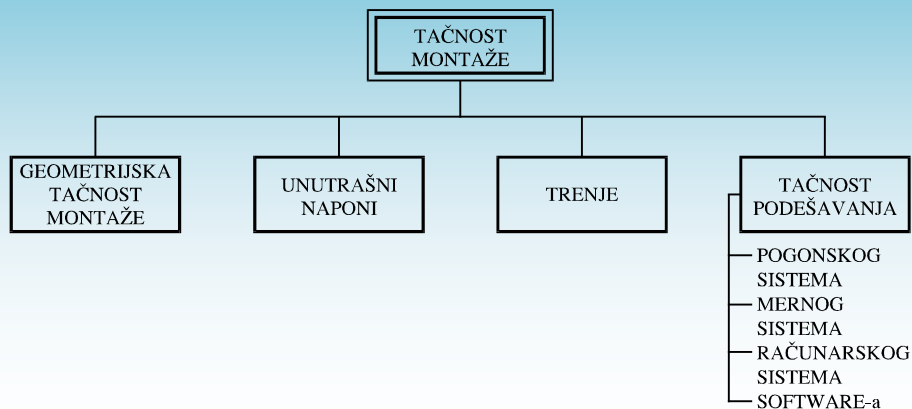 TAČNOST
MONTAŽE
GEOMETRIJSKA
TAČNOST
MONTAŽE
UNUTRAŠNI
NAPONI
TRENJE
TAČNOST
PODEŠAVANJA
POGONSKOG
SISTEMA
MERNOG
SISTEMA
RAČUNARSKOG
SISTEMA
SOFTWARE-a